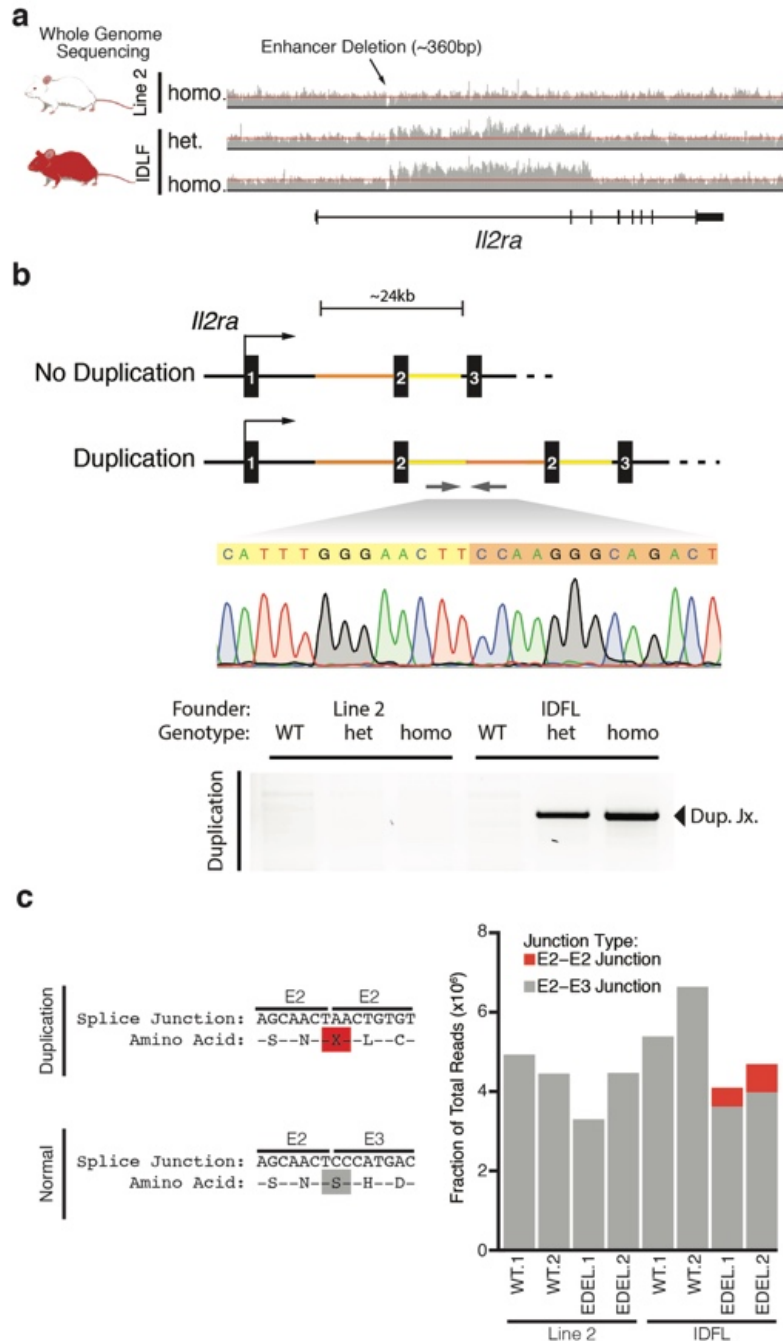 a
Whole Genome
Sequencing
Enhancer Deletion (~360bp)
Line 2
homo.
IDLF
het.
homo.
Il2ra
b
~24kb
Il2ra
No Duplication
1
2
3
Duplication
1
2
2
3
CATTTGGGAACTTCCAAGGGCAGACT
Founder: Line 2 IDFL
Genotype: WT het homo WT het homo
Duplication
Dup. Jx.
c
Duplication
E2 E2
Splice Junction: AGCAACTAACTGTGT
Amino Acid: -S--N--X--L--C-
Normal
E2 E3
Splice Junction: AGCAACTCCCATGAC
Amino Acid: -S--N--S--H--D-
Fraction of Total Reads (x10⁶)
8
6
4
2
0
Junction Type:
E2-E2 Junction
E2-E3 Junction
WT.1 WT.2 EDEL.1 EDEL.2 WT.1 WT.2 EDEL.1 EDEL.2
Line 2 IDFL